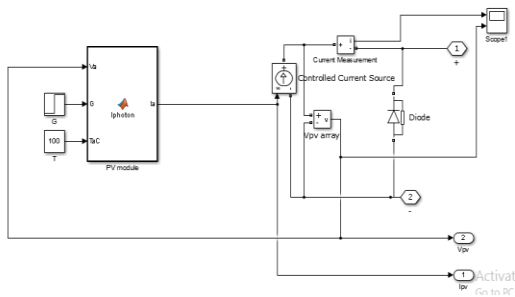 Scope1
i
+ -
Current Measurement
1
+
Va
G
TaC
Iphoton
Ia
PV module
G
100
T
Controlled Current Source
+
-
v
Vpv array
Diode
2
-
2
Vpv
1
Ipv
Activat
Go to PC